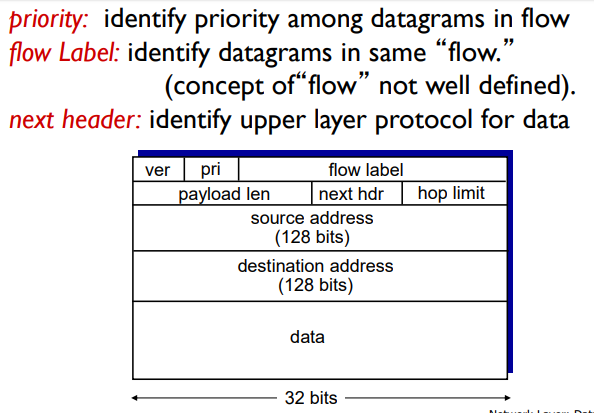 priority: identify priority among datagrams in flow
flow Label: identify datagrams in same “flow.”
(concept of“flow” not well defined).
next header: identify upper layer protocol for data
ver pri flow label
payload len next hdr hop limit
source address
(128 bits)
destination address
(128 bits)
data
32 bits